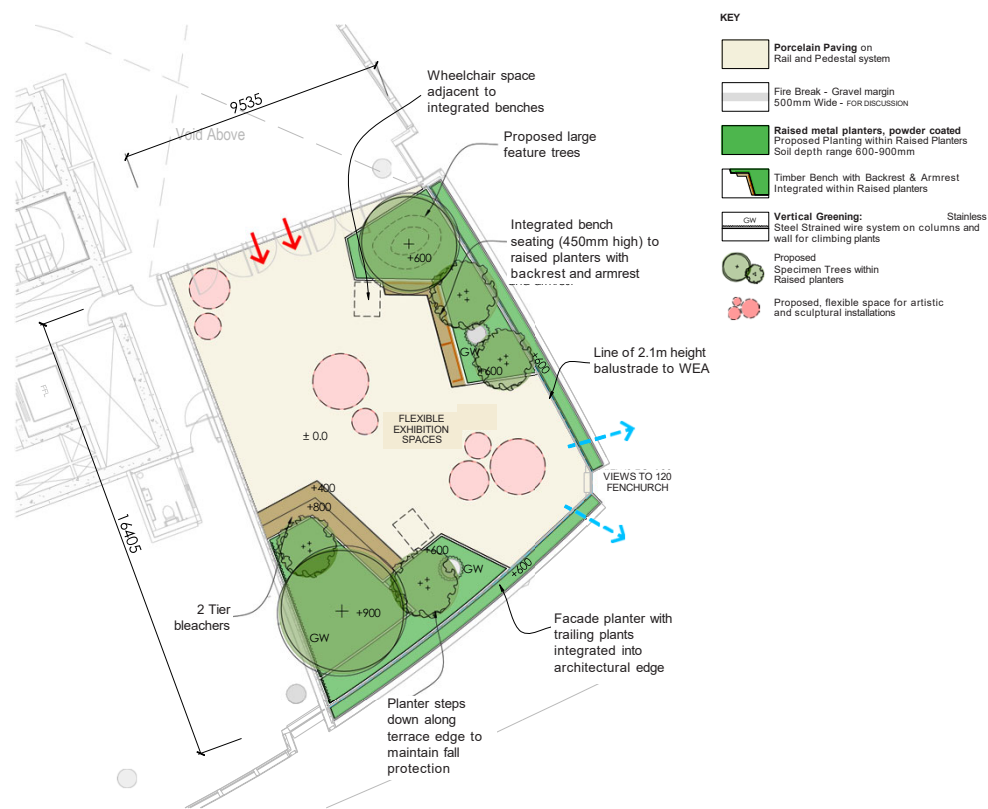 KEY
Porcelain Paving on
Rail and Pedestal system
Fire Break - Gravel margin
500mm Wide - FOR DISCUSSION
Raised metal planters, powder coated
Proposed Planting within Raised Planters
Soil depth range 600-900mm
Timber Bench with Backrest & Armrest
Integrated within Raised planters
GW
Vertical Greening: Stainless
Steel Strained wire system on columns and
wall for climbing plants
Proposed
Specimen Trees within
Raised planters
Proposed, flexible space for artistic
and sculptural installations
Wheelchair space
adjacent to
integrated benches
9535
Void Above
Proposed large
feature trees
Integrated bench
seating (450mm high) to
raised planters with
backrest and armrest
+600
GW
+600
+600
Line of 2.1m height
balustrade to WEA
FLEXIBLE
EXHIBITION
SPACES
± 0.0
FFL
VIEWS TO 120
FENCHURCH
+400
+800
16405
+600
GW
+600
+900
GW
2 Tier
bleachers
Facade planter with
trailing plants
integrated into
architectural edge
Planter steps
down along
terrace edge to
maintain fall
protection